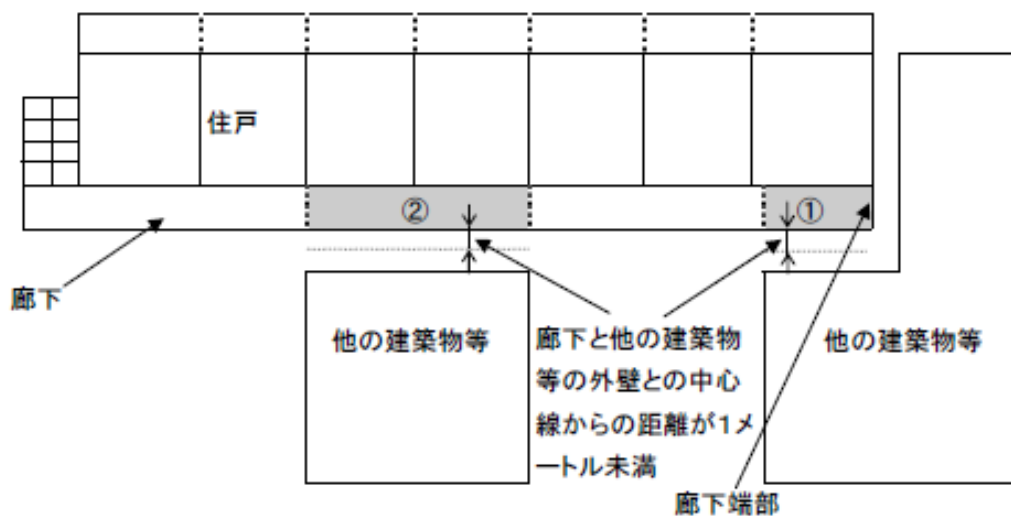 住戸
②
①
廊下
他の建築物等
廊下と他の建築物
等の外壁との中心
線からの距離が1メ
ートル未満
他の建築物等
廊下端部